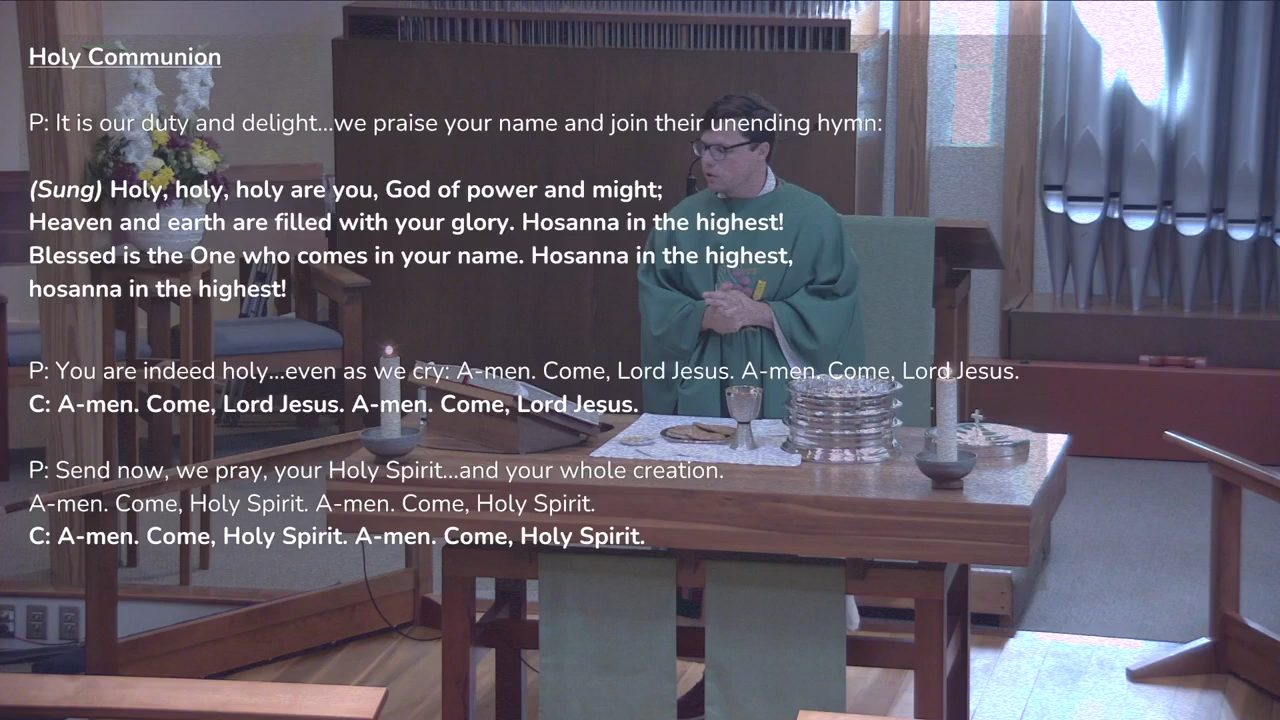 Holy Communion
P: It is our duty and delight...we praise your name and join their unending hymn:
(Sung) Holy, holy, holy are you, God of power and might;
Heaven and earth are filled with your glory. Hosanna in the highest!
Blessed is the One who comes in your name. Hosanna in the highest,
hosanna in the highest!
P: You are indeed holy...even as we cry: A-men. Come, Lord Jesus. A-men. Come, Lord Jesus.
C: A-men. Come, Lord Jesus. A-men. Come, Lord Jesus.
P: Send now, we pray, your Holy Spirit...and your whole creation.
A-men. Come, Holy Spirit. A-men. Come, Holy Spirit.
C: A-men. Come, Holy Spirit. A-men. Come, Holy Spirit.